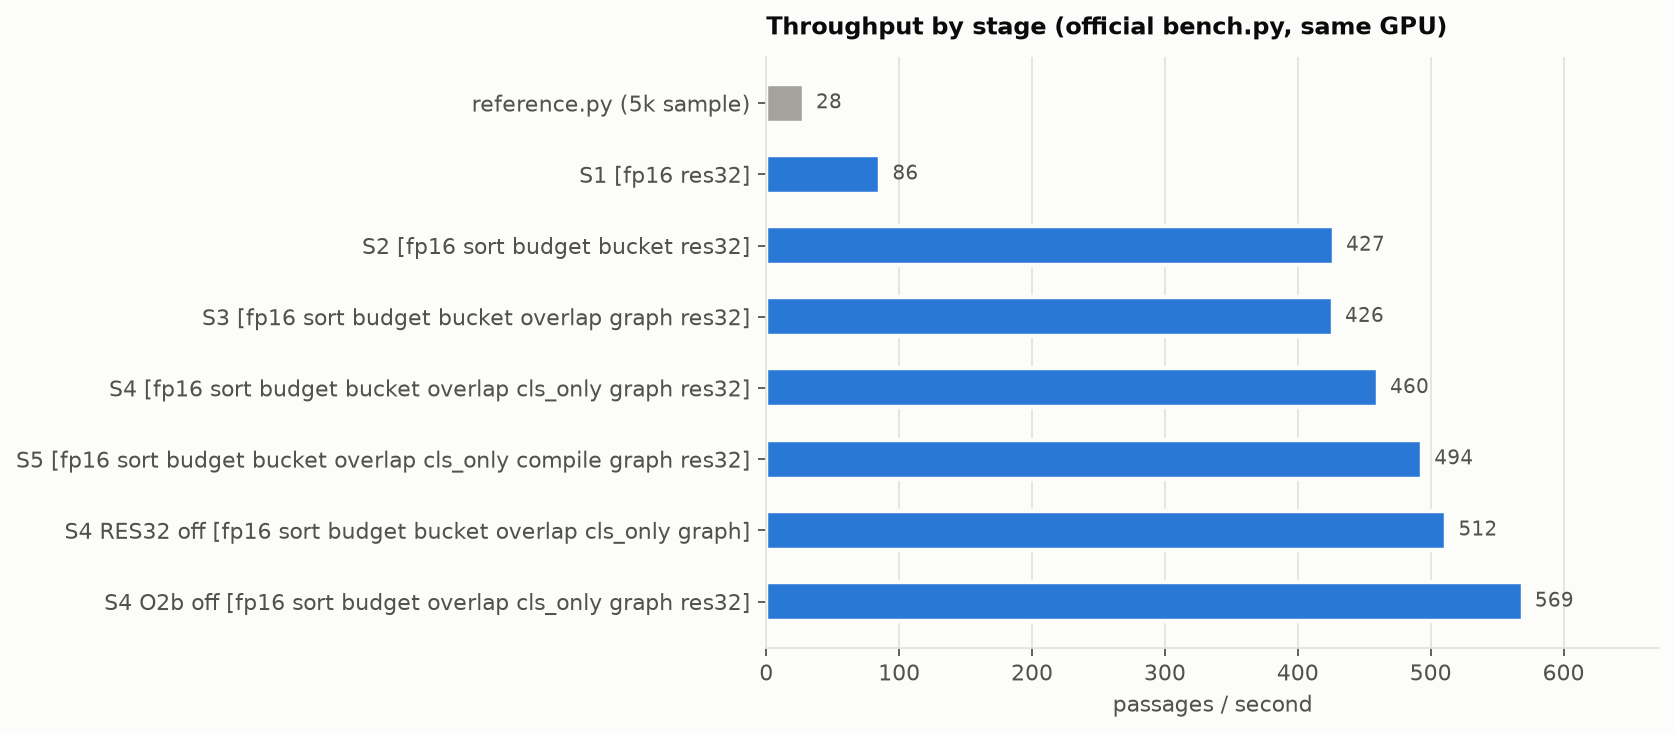 Throughput by stage (official bench.py, same GPU)
reference.py (5k sample) 28
S1 [fp16 res32] 86
S2 [fp16 sort budget bucket res32] 427
S3 [fp16 sort budget bucket overlap graph res32] 426
S4 [fp16 sort budget bucket overlap cls_only graph res32] 460
S5 [fp16 sort budget bucket overlap cls_only compile graph res32] 494
S4 RES32 off [fp16 sort budget bucket overlap cls_only graph] 512
S4 O2b off [fp16 sort budget overlap cls_only graph res32] 569
0 100 200 300 400 500 600
passages / second